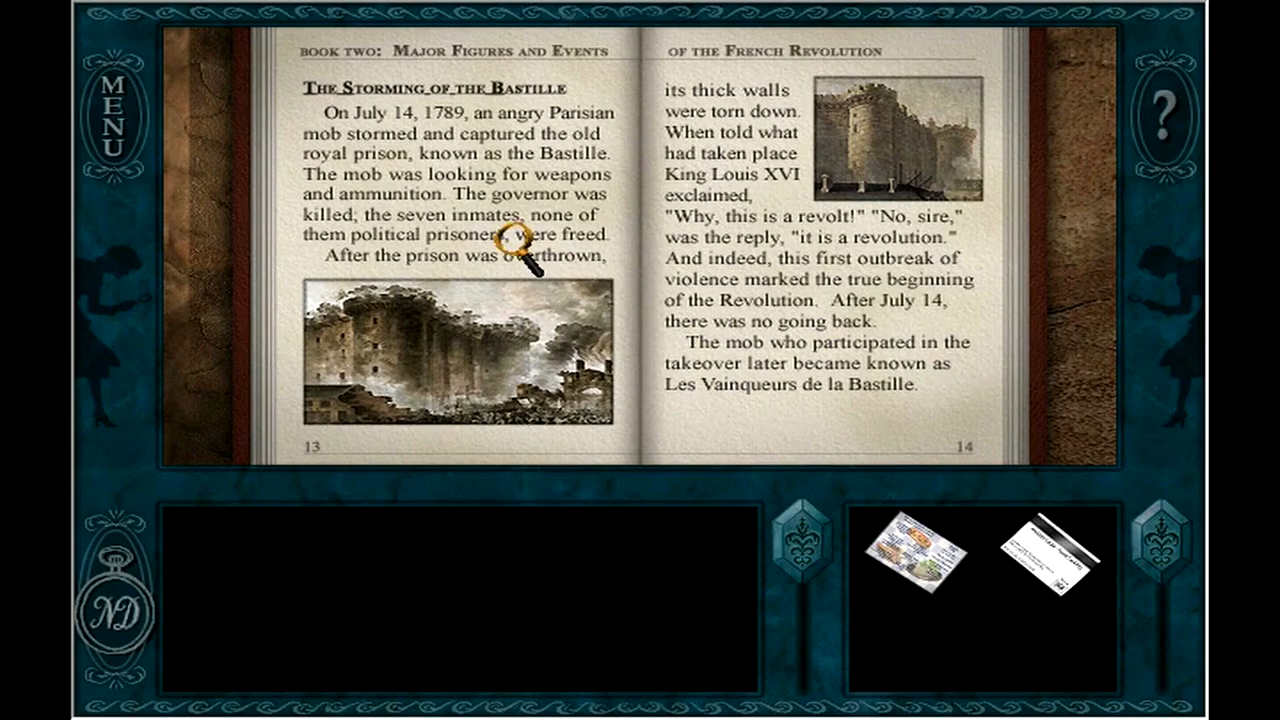 MENU
?
BOOK TWO: MAJOR FIGURES AND EVENTS
THE STORMING OF THE BASTILLE
On July 14, 1789, an angry Parisian
mob stormed and captured the old
royal prison, known as the Bastille.
The mob was looking for weapons
and ammunition. The governor was
killed; the seven inmates, none of
them political prisoners, were freed.
After the prison was overthrown,
13
OF THE FRENCH REVOLUTION
its thick walls
were torn down.
When told what
had taken place
King Louis XVI
exclaimed,
"Why, this is a revolt!" "No, sire,"
was the reply, "it is a revolution."
And indeed, this first outbreak of
violence marked the true beginning
of the Revolution. After July 14,
there was no going back.
The mob who participated in the
takeover later became known as
Les Vainqueurs de la Bastille.
14
ND